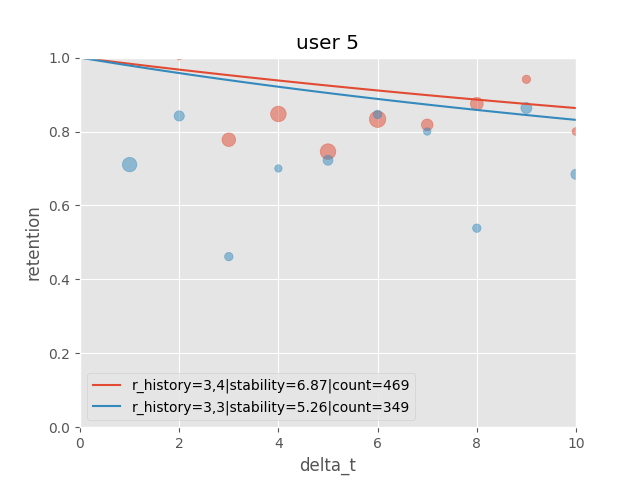 user 5
1.0
0.8
0.6
0.4
0.2
0.0
retention
r_history=3,4|stability=6.87|count=469
r_history=3,3|stability=5.26|count=349
0 2 4 6 8 10
delta_t